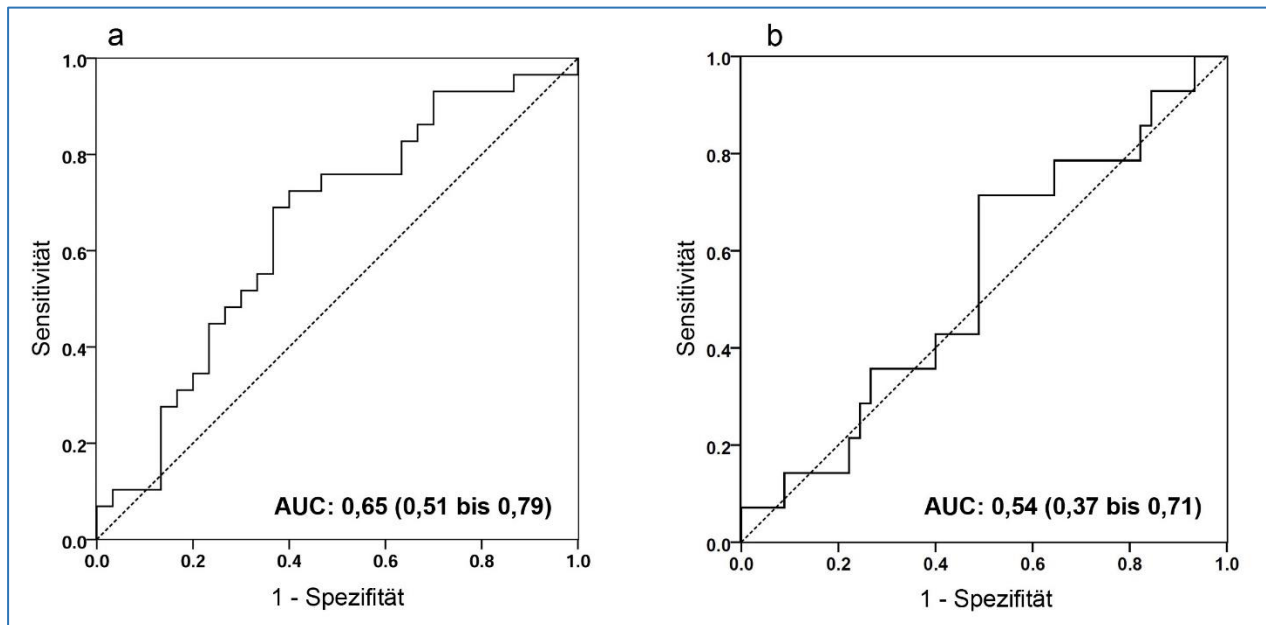 a
1.0
0.8
0.6
0.4
0.2
0.0
0.0 0.2 0.4 0.6 0.8 1.0
Sensitivität
1 - Spezifität
AUC: 0,65 (0,51 bis 0,79)
b
1.0
0.8
0.6
0.4
0.2
0.0
0.0 0.2 0.4 0.6 0.8 1.0
Sensitivität
1 - Spezifität
AUC: 0,54 (0,37 bis 0,71)